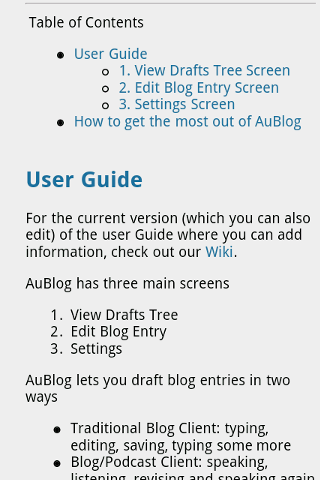 Table of Contents
User Guide
1. View Drafts Tree Screen
2. Edit Blog Entry Screen
3. Settings Screen
How to get the most out of AuBlog
User Guide
For the current version (which you can also
edit) of the user Guide where you can add
information, check out our Wiki.
AuBlog has three main screens
1. View Drafts Tree
2. Edit Blog Entry
3. Settings
AuBlog lets you draft blog entries in two
ways
Traditional Blog Client: typing,
editing, saving, typing some more
Blog/Podcast Client: speaking,
listening, revising and speaking again